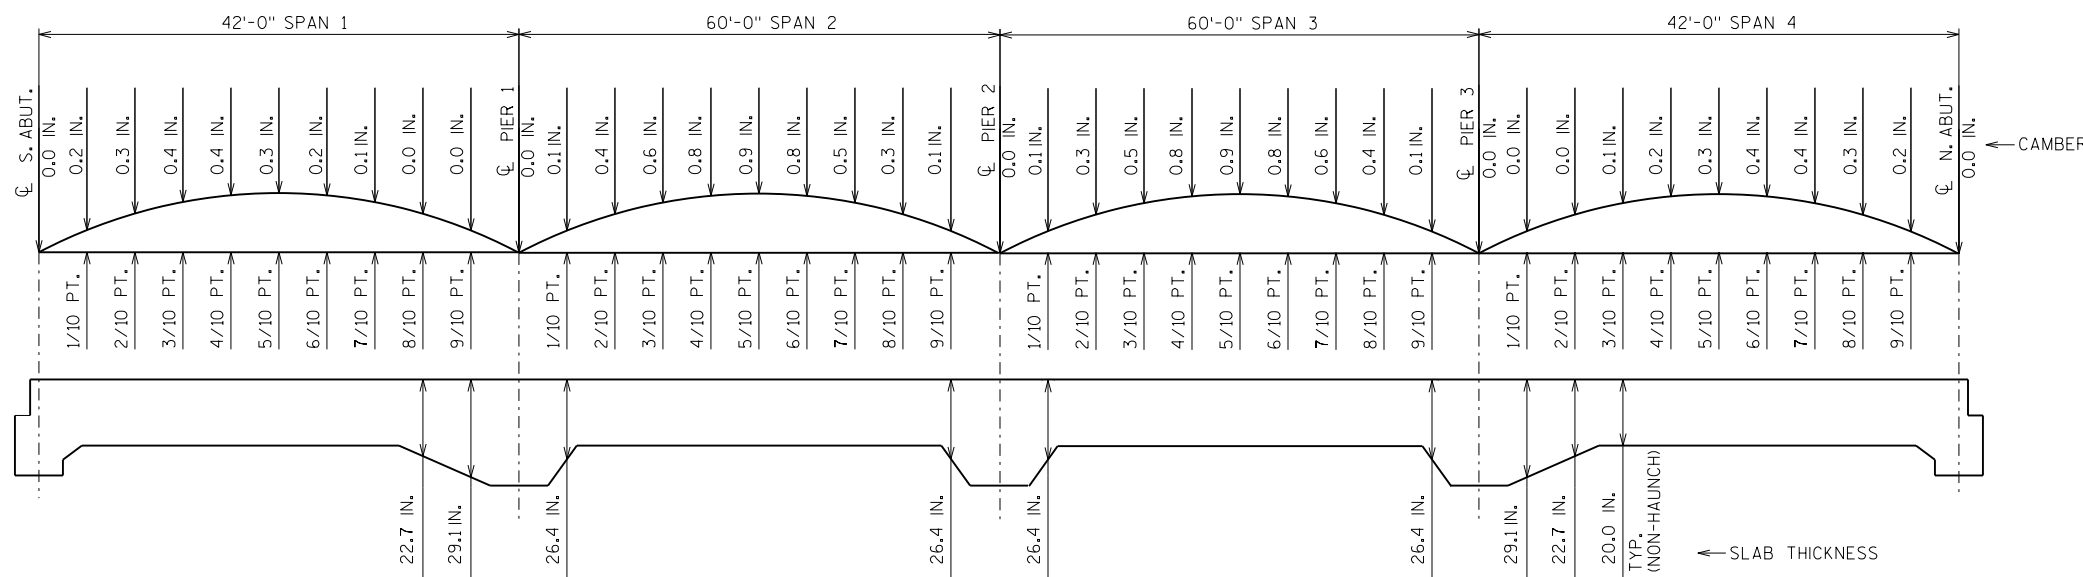 42'-0" SPAN 1
60'-0" SPAN 2
60'-0" SPAN 3
42'-0" SPAN 4
℄ S. ABUT.
0.0 IN.
0.2 IN.
0.3 IN.
0.4 IN.
0.4 IN.
0.3 IN.
0.2 IN.
0.1 IN.
0.0 IN.
0.0 IN.
℄ PIER 1
0.0 IN.
0.1 IN.
0.4 IN.
0.6 IN.
0.8 IN.
0.9 IN.
0.8 IN.
0.5 IN.
0.3 IN.
0.1 IN.
℄ PIER 2
0.0 IN.
0.1 IN.
0.3 IN.
0.5 IN.
0.8 IN.
0.9 IN.
0.8 IN.
0.6 IN.
0.4 IN.
0.1 IN.
℄ PIER 3
0.0 IN.
0.0 IN.
0.0 IN.
0.1 IN.
0.2 IN.
0.3 IN.
0.4 IN.
0.4 IN.
0.3 IN.
0.2 IN.
℄ N. ABUT.
0.0 IN.
CAMBER
1/10 PT.
2/10 PT.
3/10 PT.
4/10 PT.
5/10 PT.
6/10 PT.
7/10 PT.
8/10 PT.
9/10 PT.
1/10 PT.
2/10 PT.
3/10 PT.
4/10 PT.
5/10 PT.
6/10 PT.
7/10 PT.
8/10 PT.
9/10 PT.
1/10 PT.
2/10 PT.
3/10 PT.
4/10 PT.
5/10 PT.
6/10 PT.
7/10 PT.
8/10 PT.
9/10 PT.
1/10 PT.
2/10 PT.
3/10 PT.
4/10 PT.
5/10 PT.
6/10 PT.
7/10 PT.
8/10 PT.
9/10 PT.
22.7 IN.
29.1 IN.
26.4 IN.
26.4 IN.
26.4 IN.
26.4 IN.
29.1 IN.
22.7 IN.
20.0 IN.
TYP.
(NON-HAUNCH)
SLAB THICKNESS